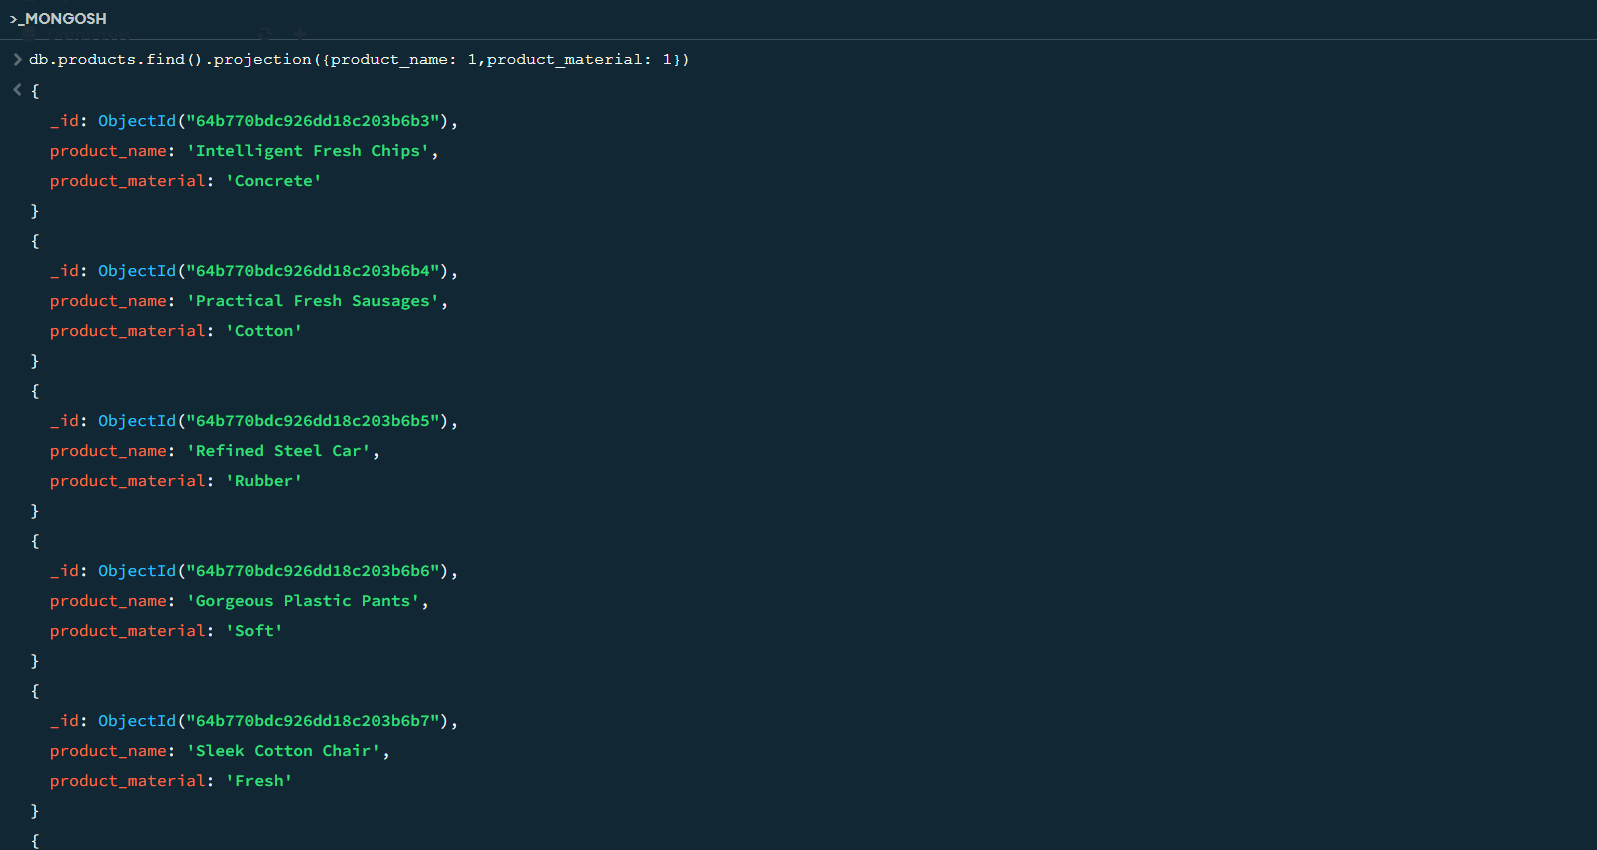 >_MONGOSH
> db.products.find().projection({product_name: 1,product_material: 1})
< {
_id: ObjectId("64b770bdc926dd18c203b6b3"),
product_name: 'Intelligent Fresh Chips',
product_material: 'Concrete'
}
{
_id: ObjectId("64b770bdc926dd18c203b6b4"),
product_name: 'Practical Fresh Sausages',
product_material: 'Cotton'
}
{
_id: ObjectId("64b770bdc926dd18c203b6b5"),
product_name: 'Refined Steel Car',
product_material: 'Rubber'
}
{
_id: ObjectId("64b770bdc926dd18c203b6b6"),
product_name: 'Gorgeous Plastic Pants',
product_material: 'Soft'
}
{
_id: ObjectId("64b770bdc926dd18c203b6b7"),
product_name: 'Sleek Cotton Chair',
product_material: 'Fresh'
}
{